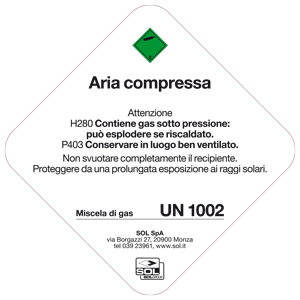 Aria compressa
Attenzione
H280 Contiene gas sotto pressione:
può esplodere se riscaldato.
P403 Conservare in luogo ben ventilato.
Non svuotare completamente il recipiente.
Proteggere da una prolungata esposizione ai raggi solari.
Miscela di gas UN 1002
SOL SpA
via Borgazzi 27, 20900 Monza
tel 039 23961, www.sol.it
SOL